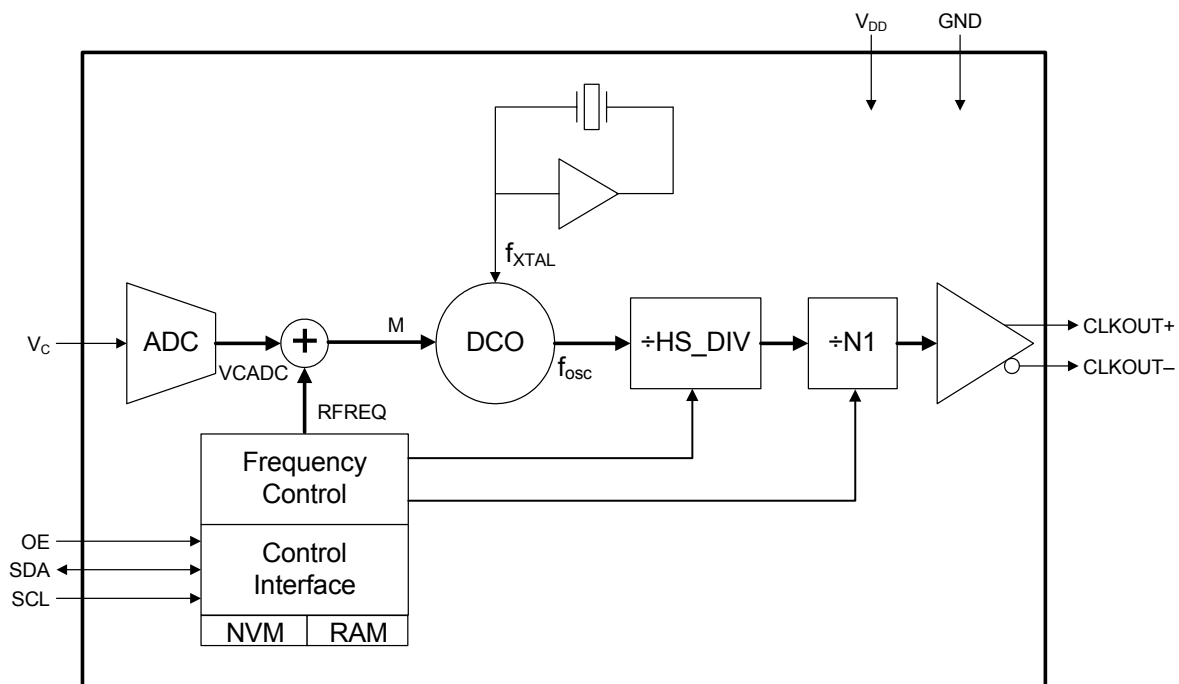 V_DD GND
f_XTAL
V_C
ADC
VCADC
+
M
DCO
f_osc
÷HS_DIV
÷N1
CLKOUT+
CLKOUT–
RFREQ
Frequency
Control
OE
SDA
SCL
Control
Interface
NVM RAM